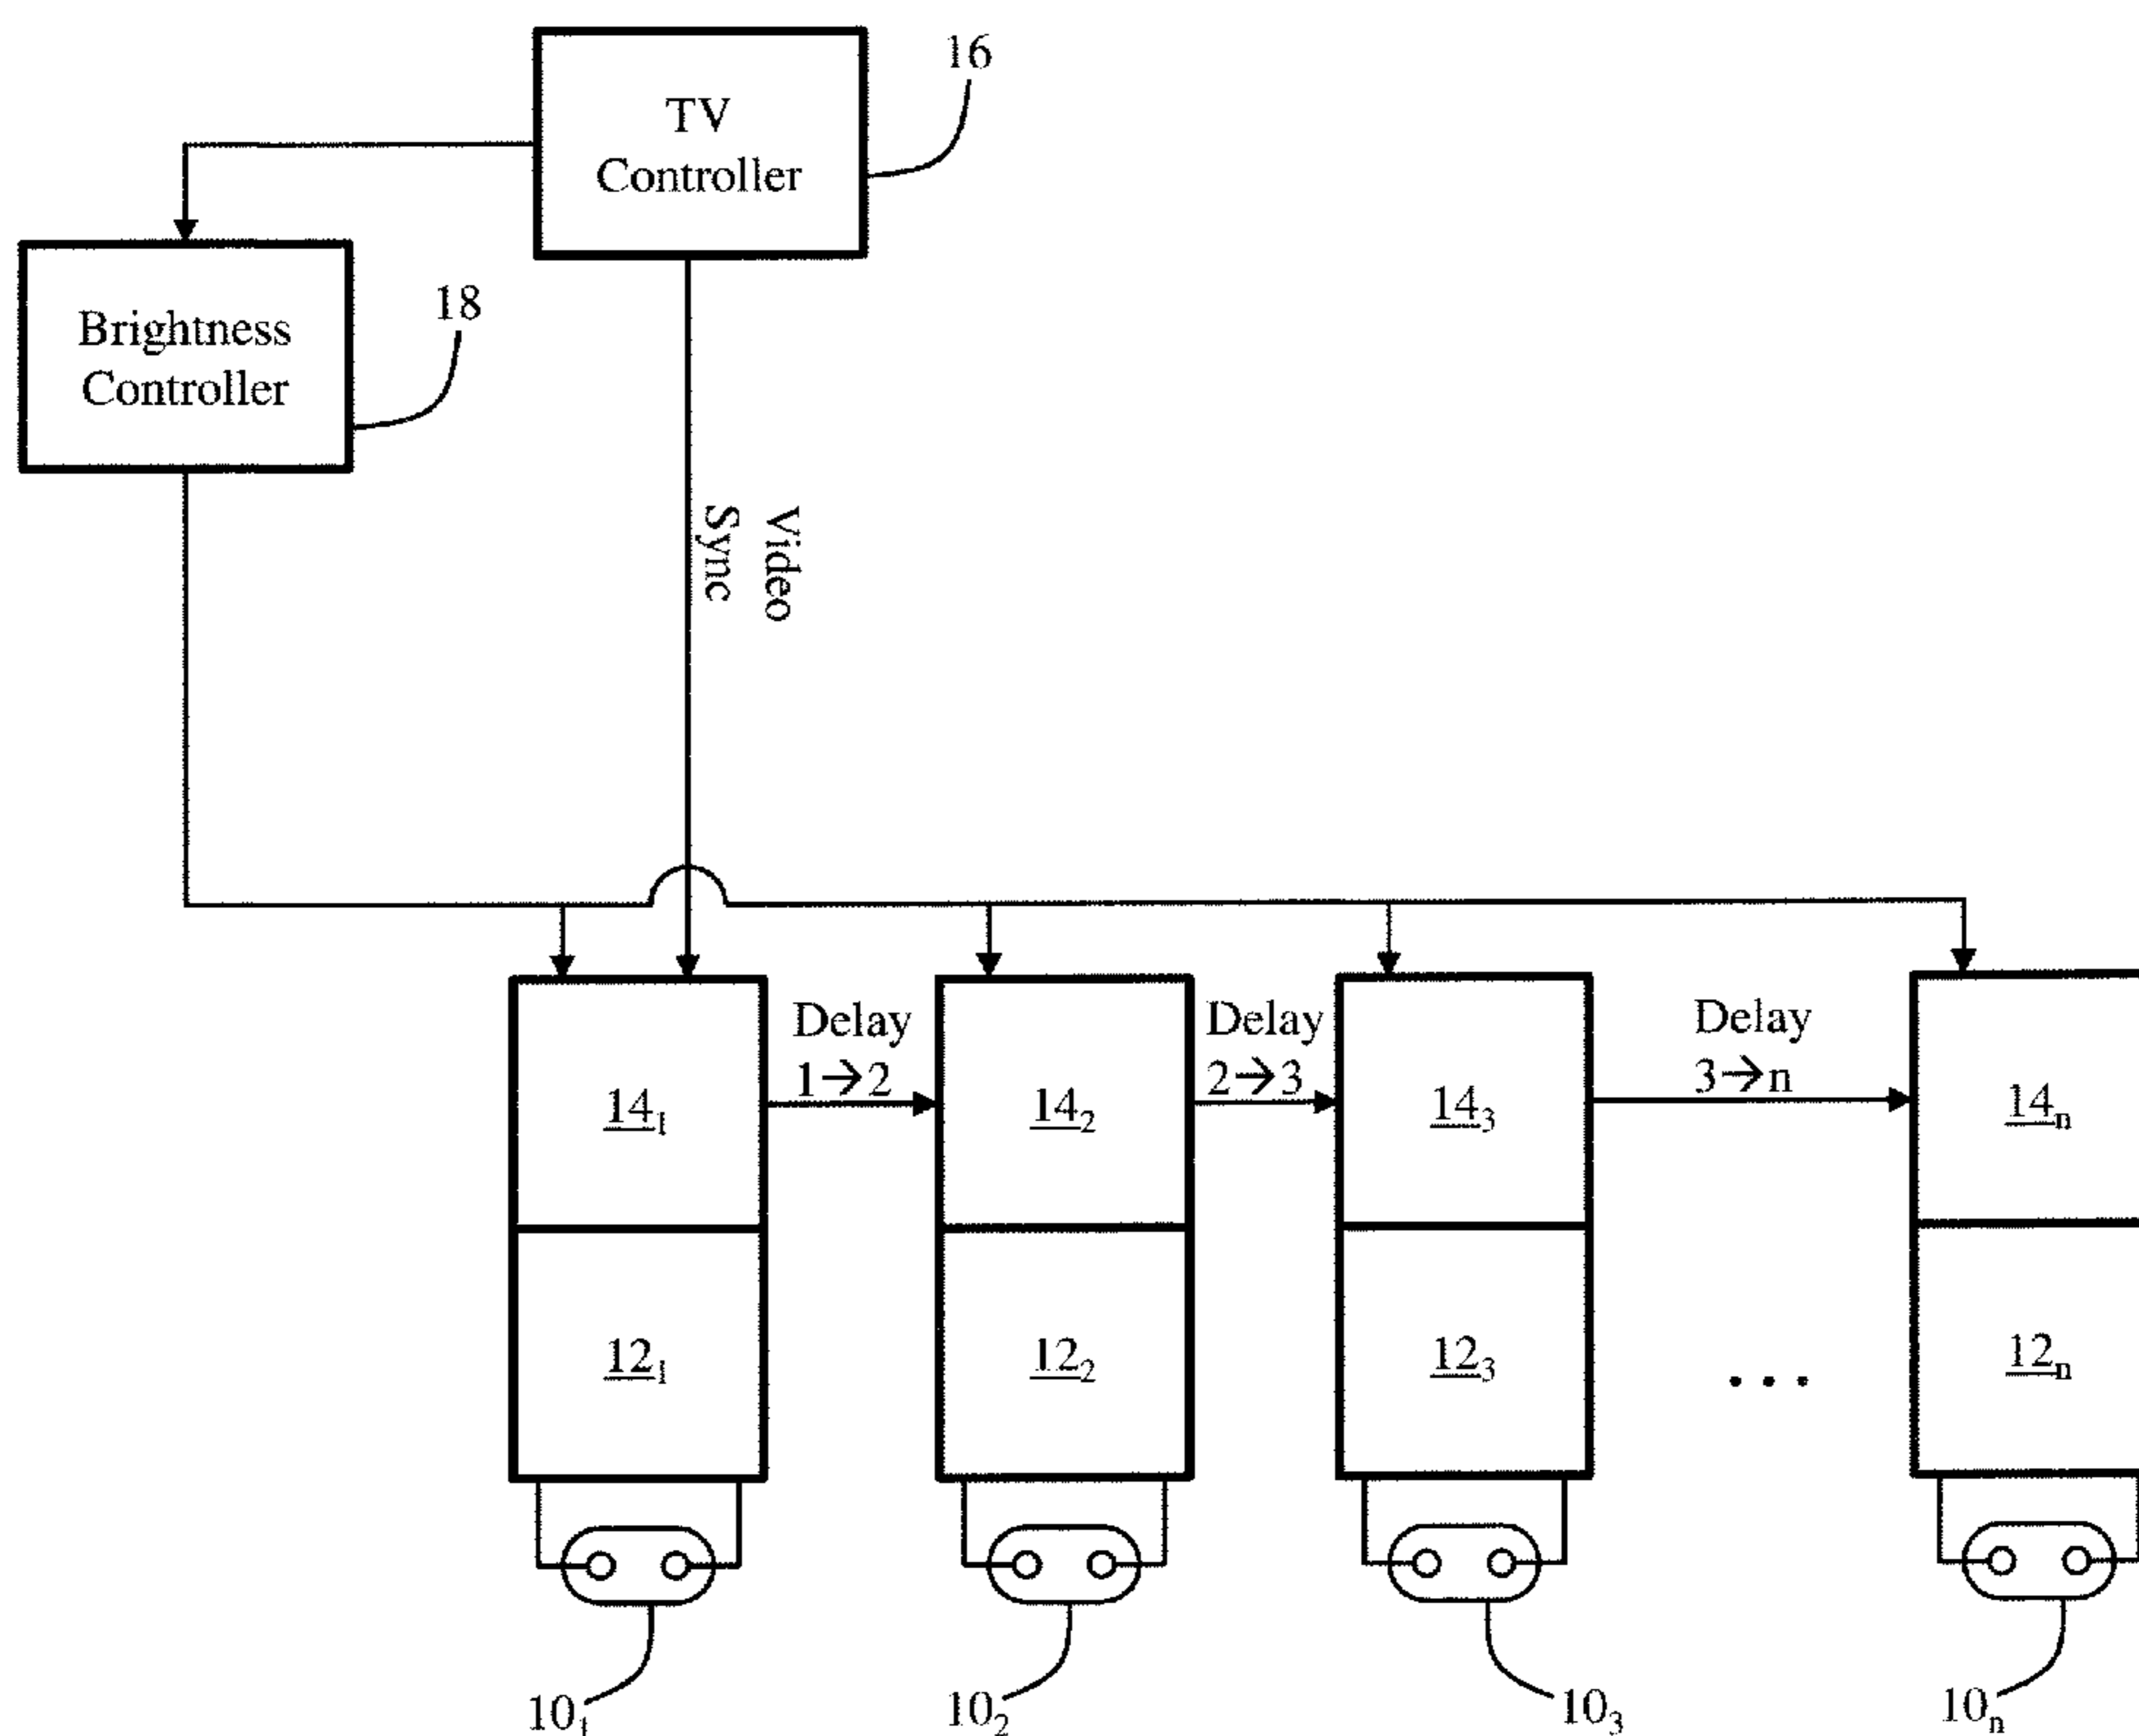 16
TV
Controller
18
Brightness
Controller
Video
Sync
Delay
1→2
Delay
2→3
Delay
3→n
14₁
14₂
14₃
14ₙ
12₁
12₂
12₃
...
12ₙ
10₁
10₂
10₃
10ₙ